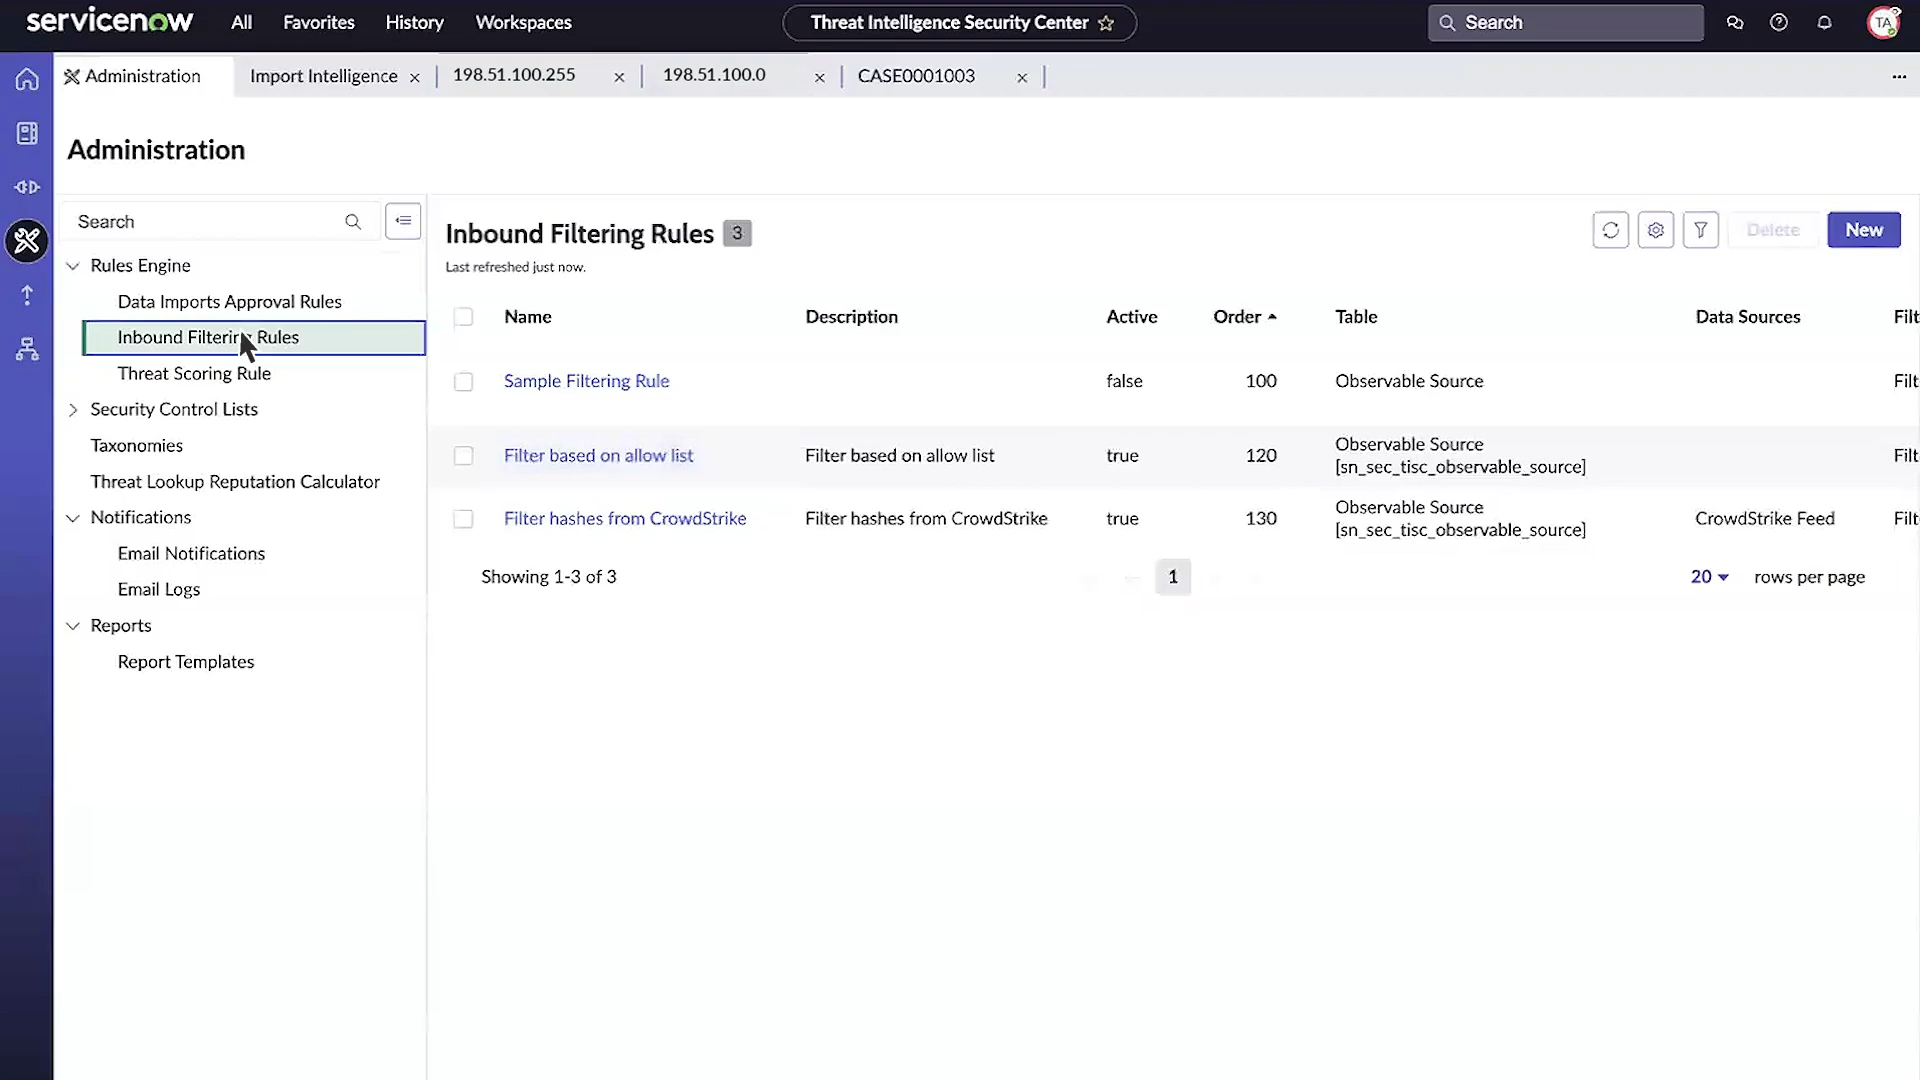 servicenow All Favorites History Workspaces Threat Intelligence Security Center Search TA
Administration Import Intelligence 198.51.100.255 198.51.100.0 CASE0001003
Administration
Search
Rules Engine
Data Imports Approval Rules
Inbound Filtering Rules
Threat Scoring Rule
Security Control Lists
Taxonomies
Threat Lookup Reputation Calculator
Notifications
Email Notifications
Email Logs
Reports
Report Templates
Inbound Filtering Rules 3
Last refreshed just now.
Delete New
Name Description Active Order Table Data Sources Filt
Sample Filtering Rule false 100 Observable Source Filt
Filter based on allow list Filter based on allow list true 120 Observable Source
[sn_sec_tisc_observable_source] Filt
Filter hashes from CrowdStrike Filter hashes from CrowdStrike true 130 Observable Source
[sn_sec_tisc_observable_source] CrowdStrike Feed Filt
Showing 1-3 of 3 1 20 rows per page